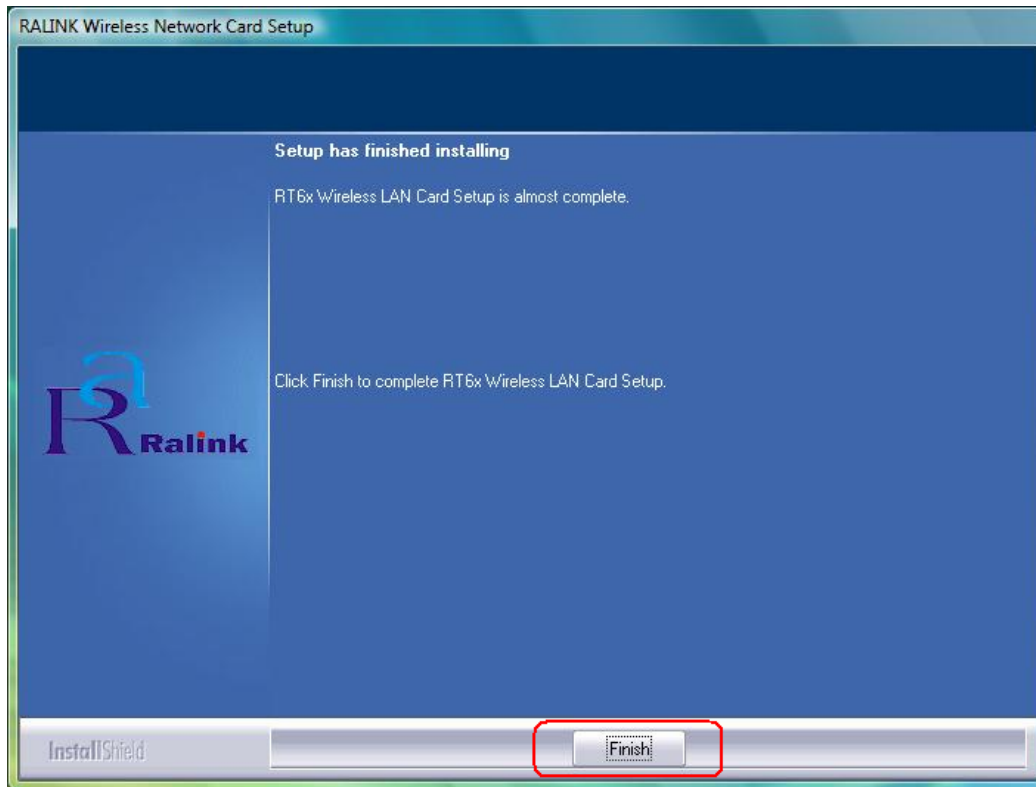 RALINK Wireless Network Card Setup
Setup has finished installing
RT6x Wireless LAN Card Setup is almost complete.
Click Finish to complete RT6x Wireless LAN Card Setup.
Ra
Ralink
InstallShield
Finish